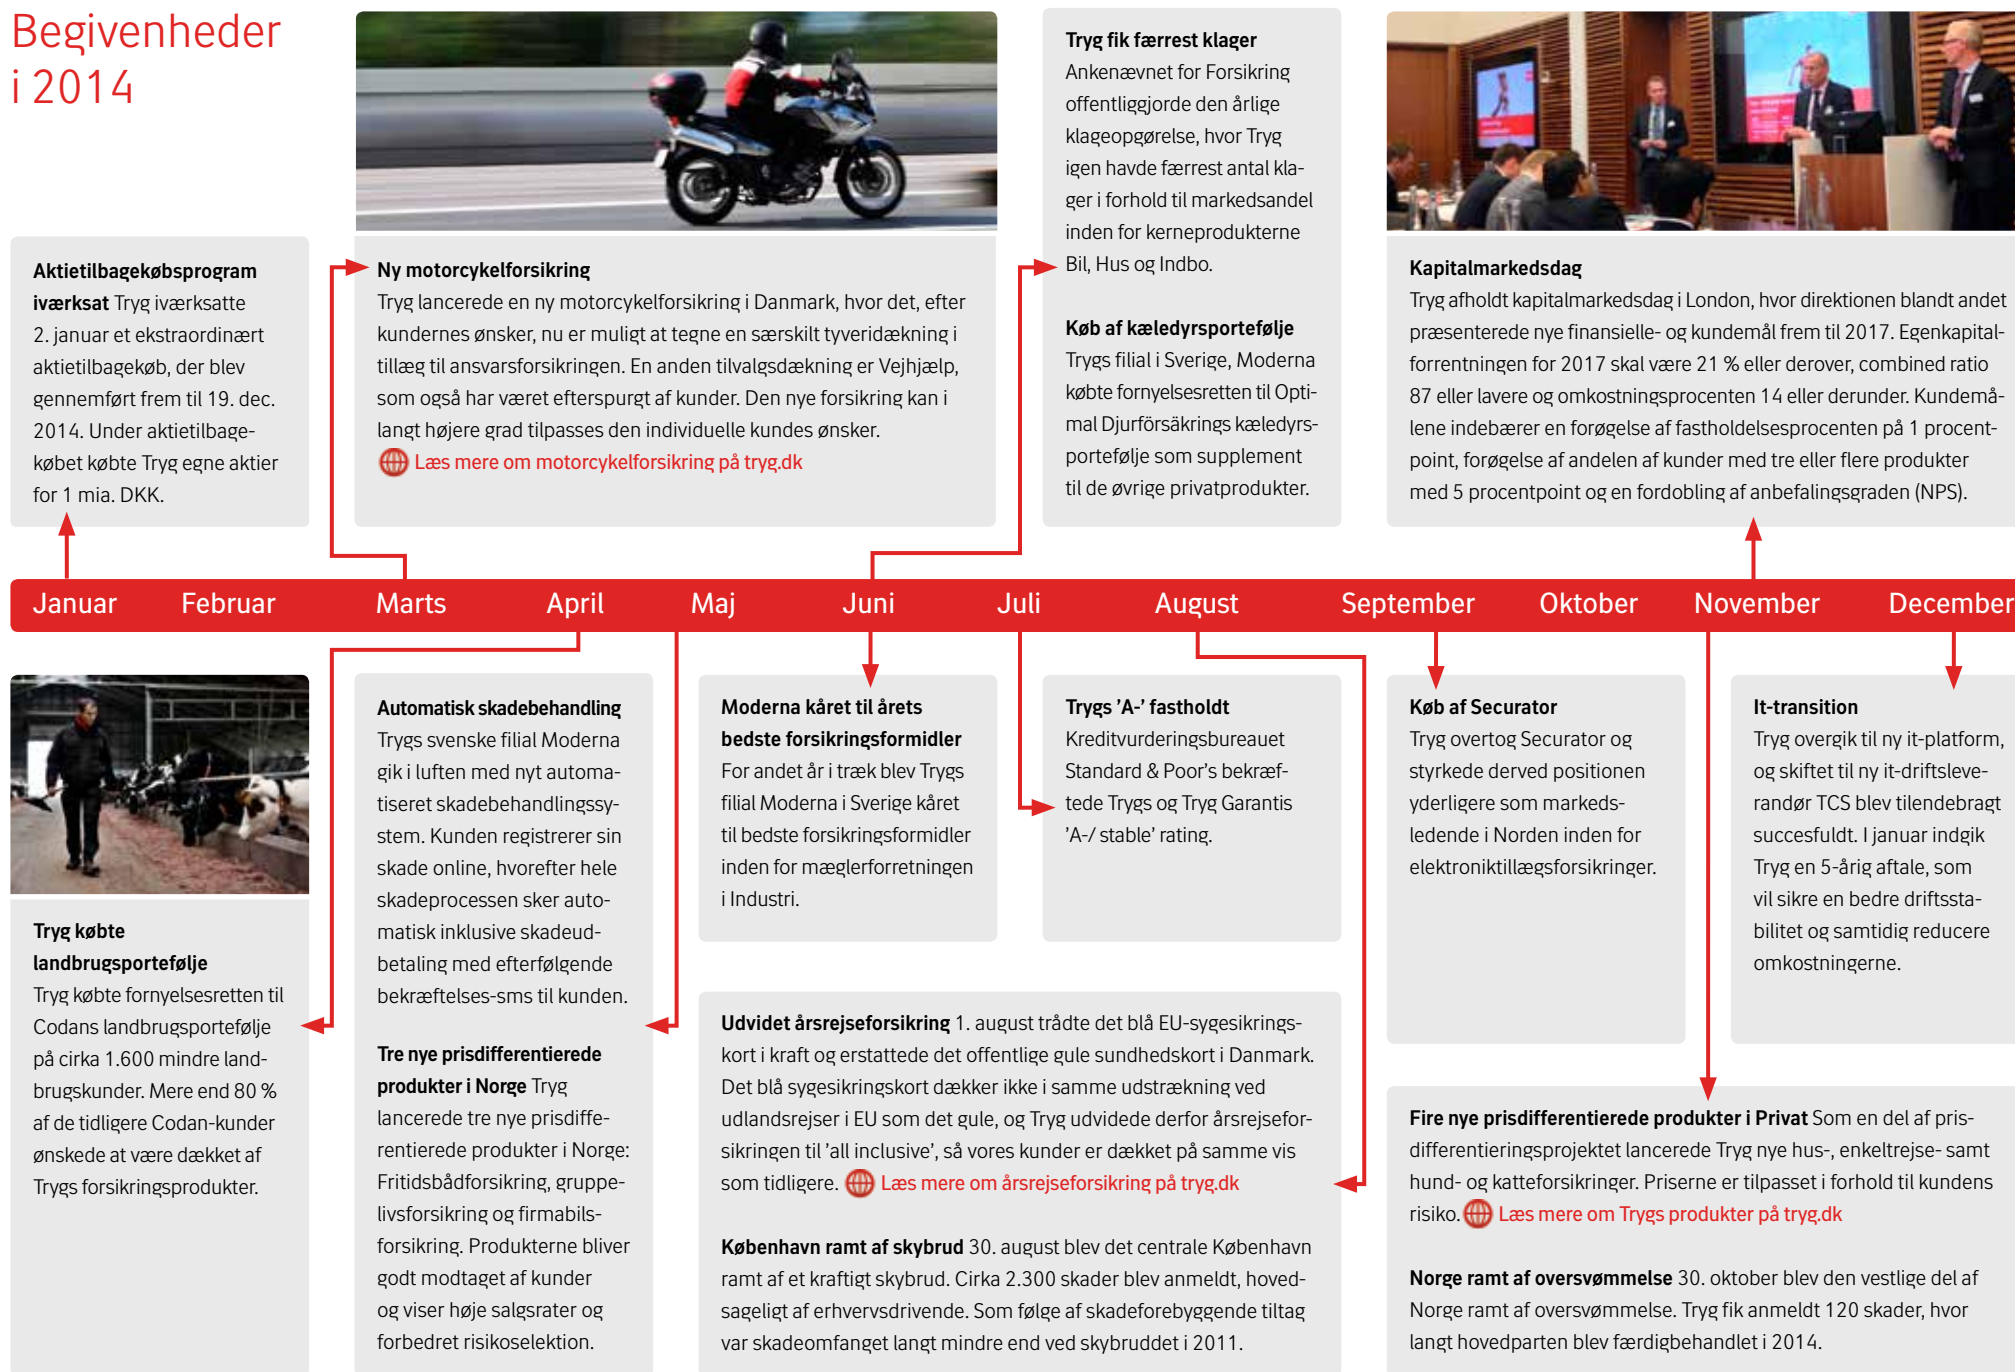 Begivenheder
i 2014
Aktietilbagekøbsprogram
iværksat Tryg iværksatte
2. januar et ekstraordinært
aktietilbagekøb, der blev
gennemført frem til 19. dec.
2014. Under aktietilbage-
købet købte Tryg egne aktier
for 1 mia. DKK.
Ny motorcykelforsikring
Tryg lancerede en ny motorcykelforsikring i Danmark, hvor det, efter
kundernes ønsker, nu er muligt at tegne en særskilt tyveridækning i
tillæg til ansvarsforsikringen. En anden tilvalgsdækning er Vejhjælp,
som også har været efterspurgt af kunder. Den nye forsikring kan i
langt højere grad tilpasses den individuelle kundes ønsker.
Læs mere om motorcykelforsikring på tryg.dk
Tryg fik færrest klager
Ankenævnet for Forsikring
offentliggjorde den årlige
klageopgørelse, hvor Tryg
igen havde færrest antal kla-
ger i forhold til markedsandel
inden for kerneprodukterne
Bil, Hus og Indbo.
Køb af kæledyrsportefølje
Trygs filial i Sverige, Moderna
købte fornyelsesretten til Opti-
mal Djurförsäkrings kæledyrs-
portefølje som supplement
til de øvrige privatprodukter.
Kapitalmarkedsdag
Tryg afholdt kapitalmarkedsdag i London, hvor direktionen blandt andet
præsenterede nye finansielle- og kundemål frem til 2017. Egenkapital-
forrentningen for 2017 skal være 21 % eller derover, combined ratio
87 eller lavere og omkostningsprocenten 14 eller derunder. Kundemå-
lene indebærer en forøgelse af fastholdelsesprocenten på 1 procent-
point, forøgelse af andelen af kunder med tre eller flere produkter
med 5 procentpoint og en fordobling af anbefalingsgraden (NPS).
Januar Februar Marts April Maj Juni Juli August September Oktober November December
Tryg købte
landbrugsportefølje
Tryg købte fornyelsesretten til
Codans landbrugsportefølje
på cirka 1.600 mindre land-
brugskunder. Mere end 80 %
af de tidligere Codan-kunder
ønskede at være dækket af
Trygs forsikringsprodukter.
Automatisk skadebehandling
Trygs svenske filial Moderna
gik i luften med nyt automa-
tiseret skadebehandlingssy-
stem. Kunden registrerer sin
skade online, hvorefter hele
skadeprocessen sker auto-
matisk inklusive skadeud-
betaling med efterfølgende
bekræftelses-sms til kunden.
Tre nye prisdifferentierede
produkter i Norge Tryg
lancerede tre nye prisdiffe-
rentierede produkter i Norge:
Fritidsbådforsikring, gruppe-
livsforsikring og firmabils-
forsikring. Produkterne bliver
godt modtaget af kunder
og viser høje salgsrater og
forbedret risikoselektion.
Moderna kåret til årets
bedste forsikringsformidler
For andet år i træk blev Trygs
filial Moderna i Sverige kåret
til bedste forsikringsformidler
inden for mæglerforretningen
i Industri.
Trygs 'A-' fastholdt
Kreditvurderingsbureauet
Standard & Poor's bekræf-
tede Trygs og Tryg Garantis
'A-/ stable' rating.
Udvidet årsrejseforsikring 1. august trådte det blå EU-sygesikrings-
kort i kraft og erstattede det offentlige gule sundhedskort i Danmark.
Det blå sygesikringskort dækker ikke i samme udstrækning ved
udlandsrejser i EU som det gule, og Tryg udvidede derfor årsrejsefor-
sikringen til 'all inclusive', så vores kunder er dækket på samme vis
som tidligere. Læs mere om årsrejseforsikring på tryg.dk
København ramt af skybrud 30. august blev det centrale København
ramt af et kraftigt skybrud. Cirka 2.300 skader blev anmeldt, hoved-
sageligt af erhvervsdrivende. Som følge af skadeforebyggende tiltag
var skadeomfanget langt mindre end ved skybruddet i 2011.
Køb af Securator
Tryg overtog Securator og
styrkede derved positionen
yderligere som markeds-
ledende i Norden inden for
elektroniktillægsforsikringer.
It-transition
Tryg overgik til ny it-platform,
og skiftet til ny it-driftsleve-
randør TCS blev tilendebragt
succesfuldt. I januar indgik
Tryg en 5-årig aftale, som
vil sikre en bedre driftssta-
bilitet og samtidig reducere
omkostningerne.
Fire nye prisdifferentierede produkter i Privat Som en del af pris-
differentieringsprojektet lancerede Tryg nye hus-, enkeltrejse- samt
hund- og katteforsikringer. Priserne er tilpasset i forhold til kundens
risiko. Læs mere om Trygs produkter på tryg.dk
Norge ramt af oversvømmelse 30. oktober blev den vestlige del af
Norge ramt af oversvømmelse. Tryg fik anmeldt 120 skader, hvor
langt hovedparten blev færdigbehandlet i 2014.